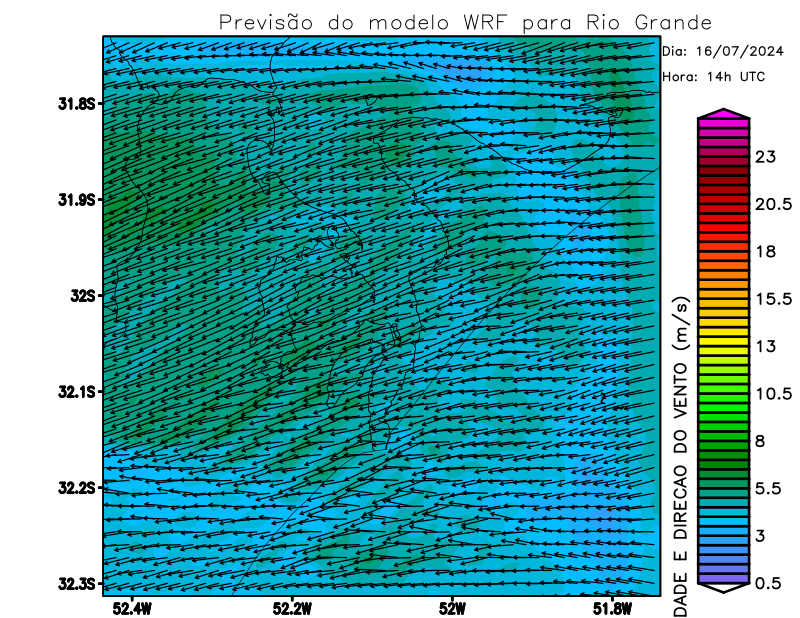 Previsão do modelo WRF para Rio Grande
Dia: 16/07/2024
Hora: 14h UTC
31.8S
31.9S
32S
32.1S
32.2S
32.3S
52.4W
52.2W
52W
51.8W
23
20.5
18
15.5
13
10.5
8
5.5
3
0.5
DADE E DIRECAO DO VENTO (m/s)